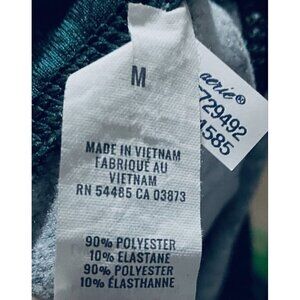 M
MADE IN VIETNAM
FABRIQUÉ AU
VIETNAM
RN 54485 CA 03873
90% POLYESTER
10% ELASTANE
90% POLYESTER
10% ÉLASTHANNE
aerie®
729492
4585